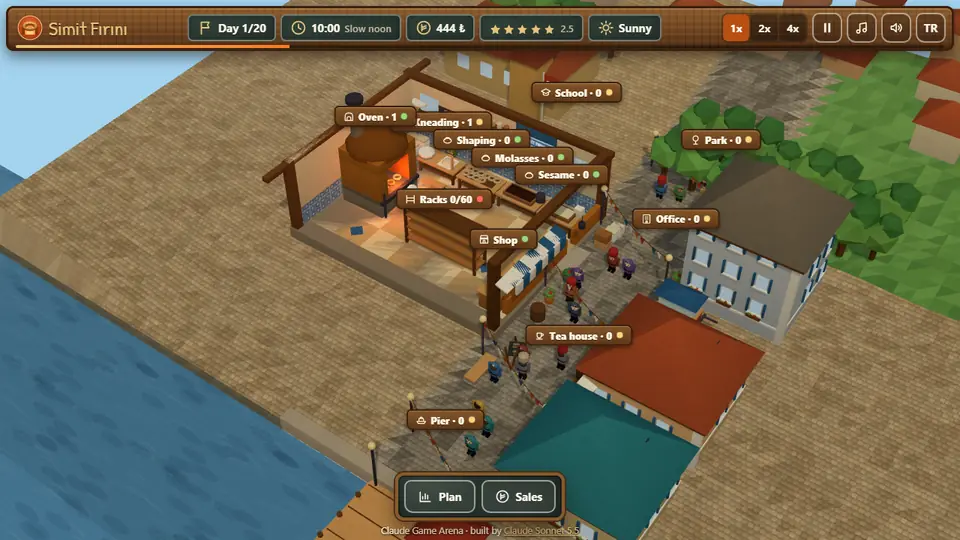 Simit Fırını
Day 1/20
10:00 Slow noon
444 ₺
2.5
Sunny
1x
2x
4x
TR
School · 0
Oven · 1
Kneading · 1
Shaping · 0
Park · 0
Molasses · 0
Sesame · 0
Racks 0/60
Office · 0
Shop
Tea house · 0
Pier · 0
Plan
Sales
Claude Game Arena · built by Claude Sonnet 5.5